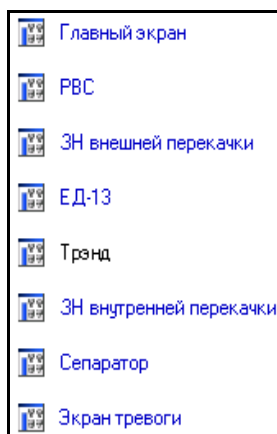 Главный экран
РВС
ЗН внешней перекачки
ЕД-13
Трэнд
ЗН внутренней перекачки
Сепаратор
Экран тревоги